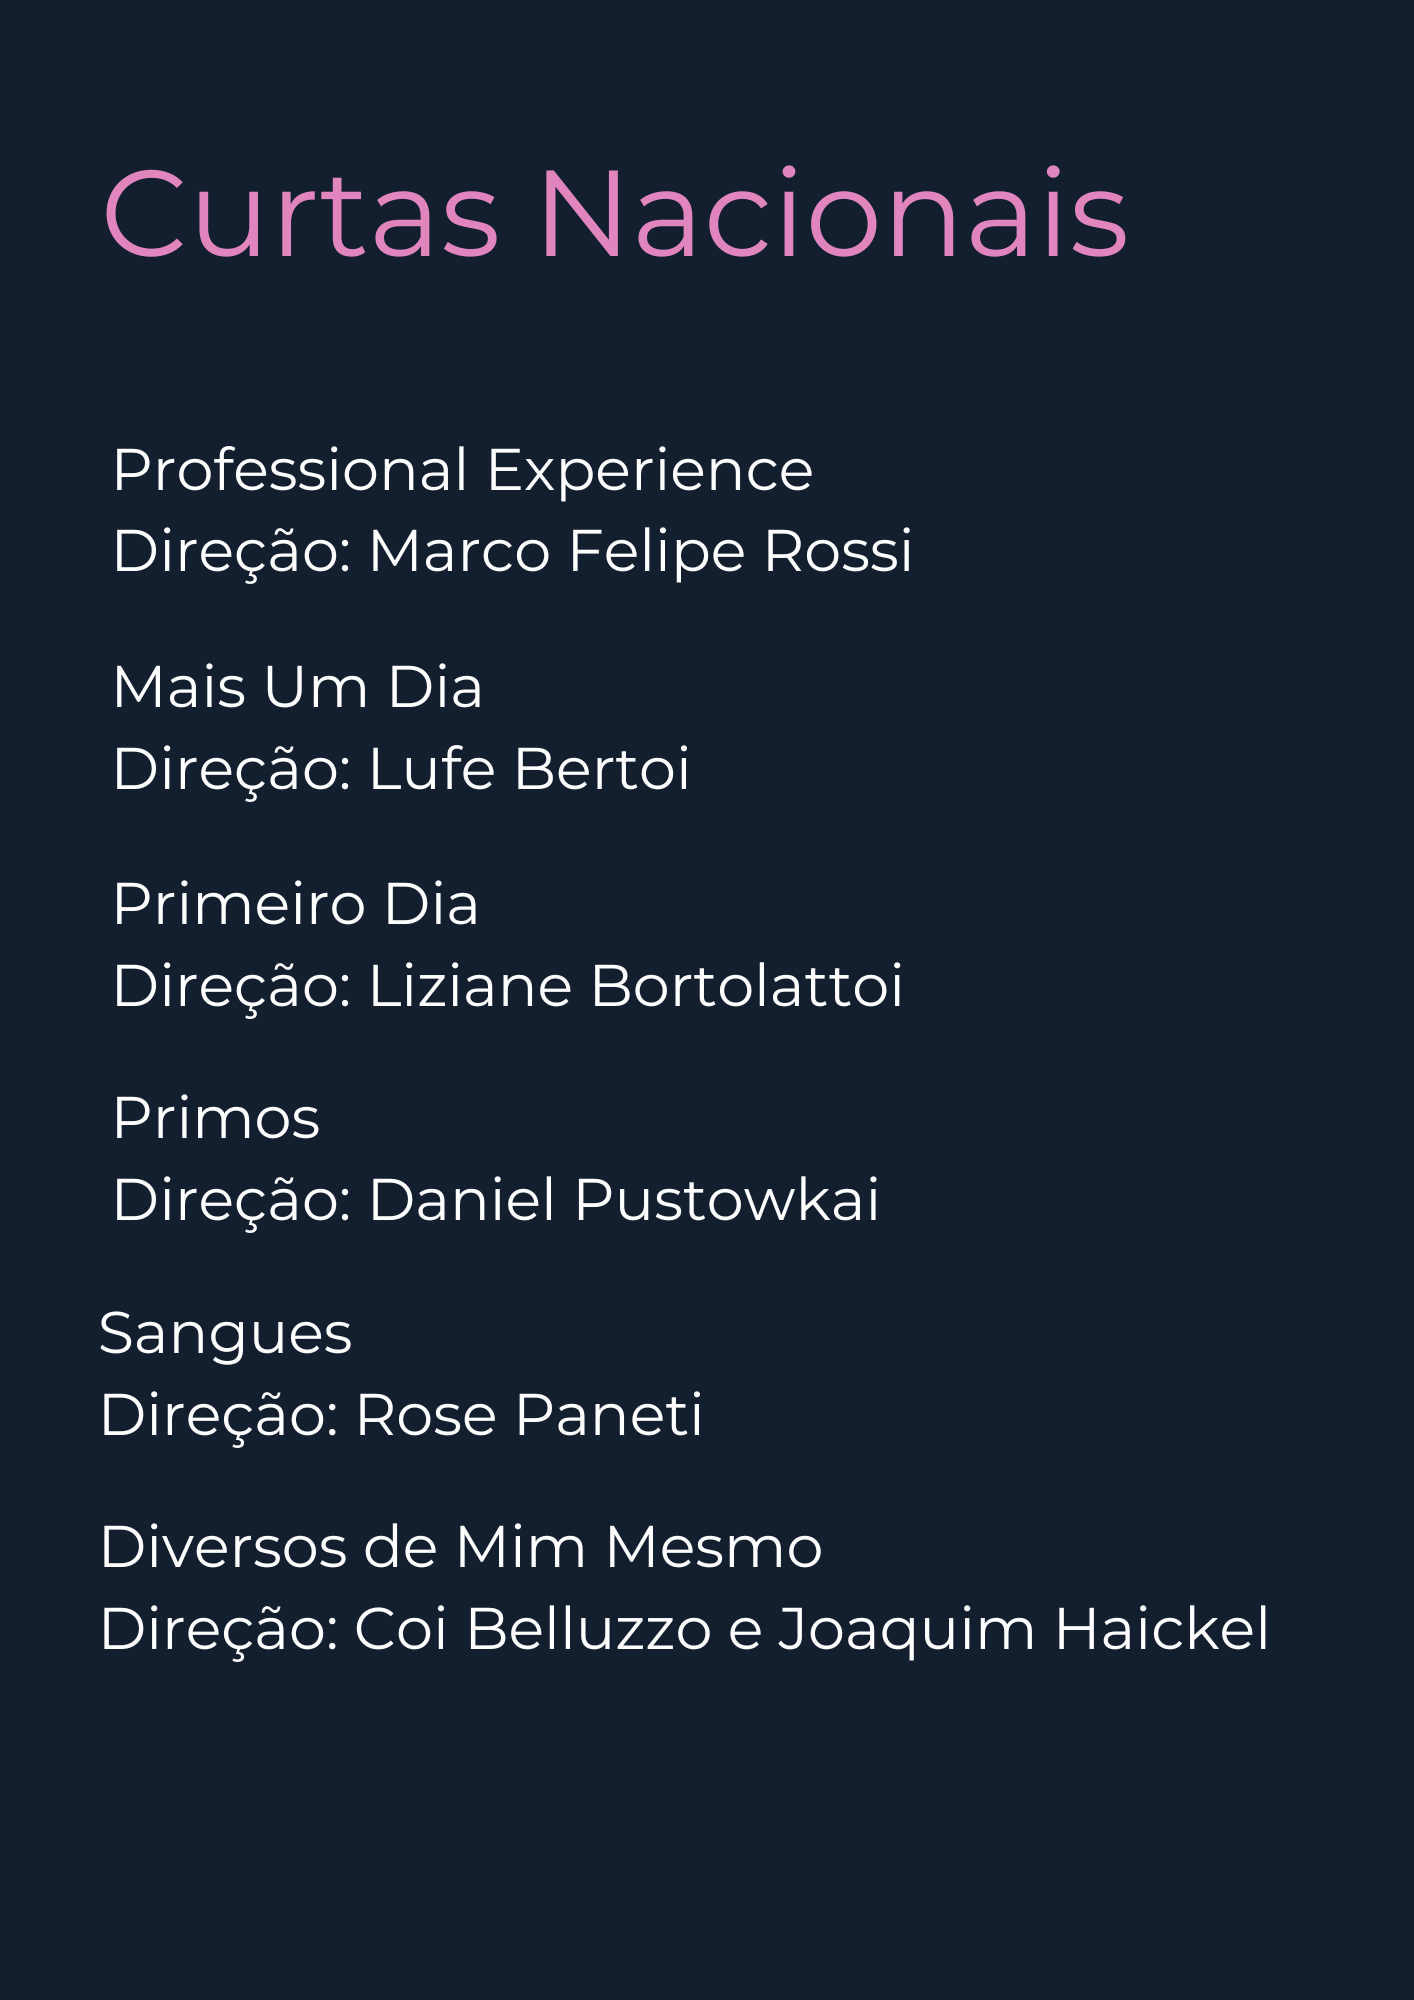 Curtas Nacionais
Professional Experience
Direção: Marco Felipe Rossi
Mais Um Dia
Direção: Lufe Bertoi
Primeiro Dia
Direção: Liziane Bortolattoi
Primos
Direção: Daniel Pustowkai
Sangues
Direção: Rose Paneti
Diversos de Mim Mesmo
Direção: Coi Belluzzo e Joaquim Haickel